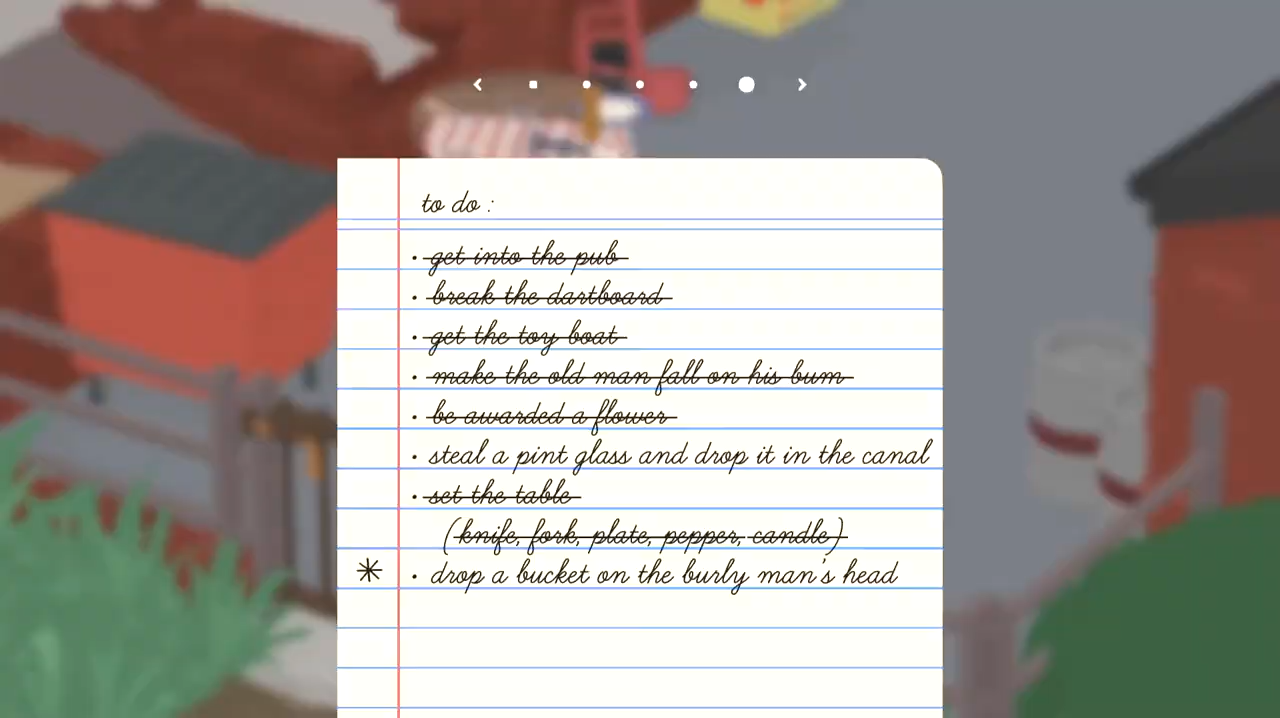 to do :
• get into the pub
• break the dartboard
• get the toy boat
• make the old man fall on his bum
• be awarded a flower
• steal a pint glass and drop it in the canal
• set the table
(knife, fork, plate, pepper, candle)
• drop a bucket on the burly man's head